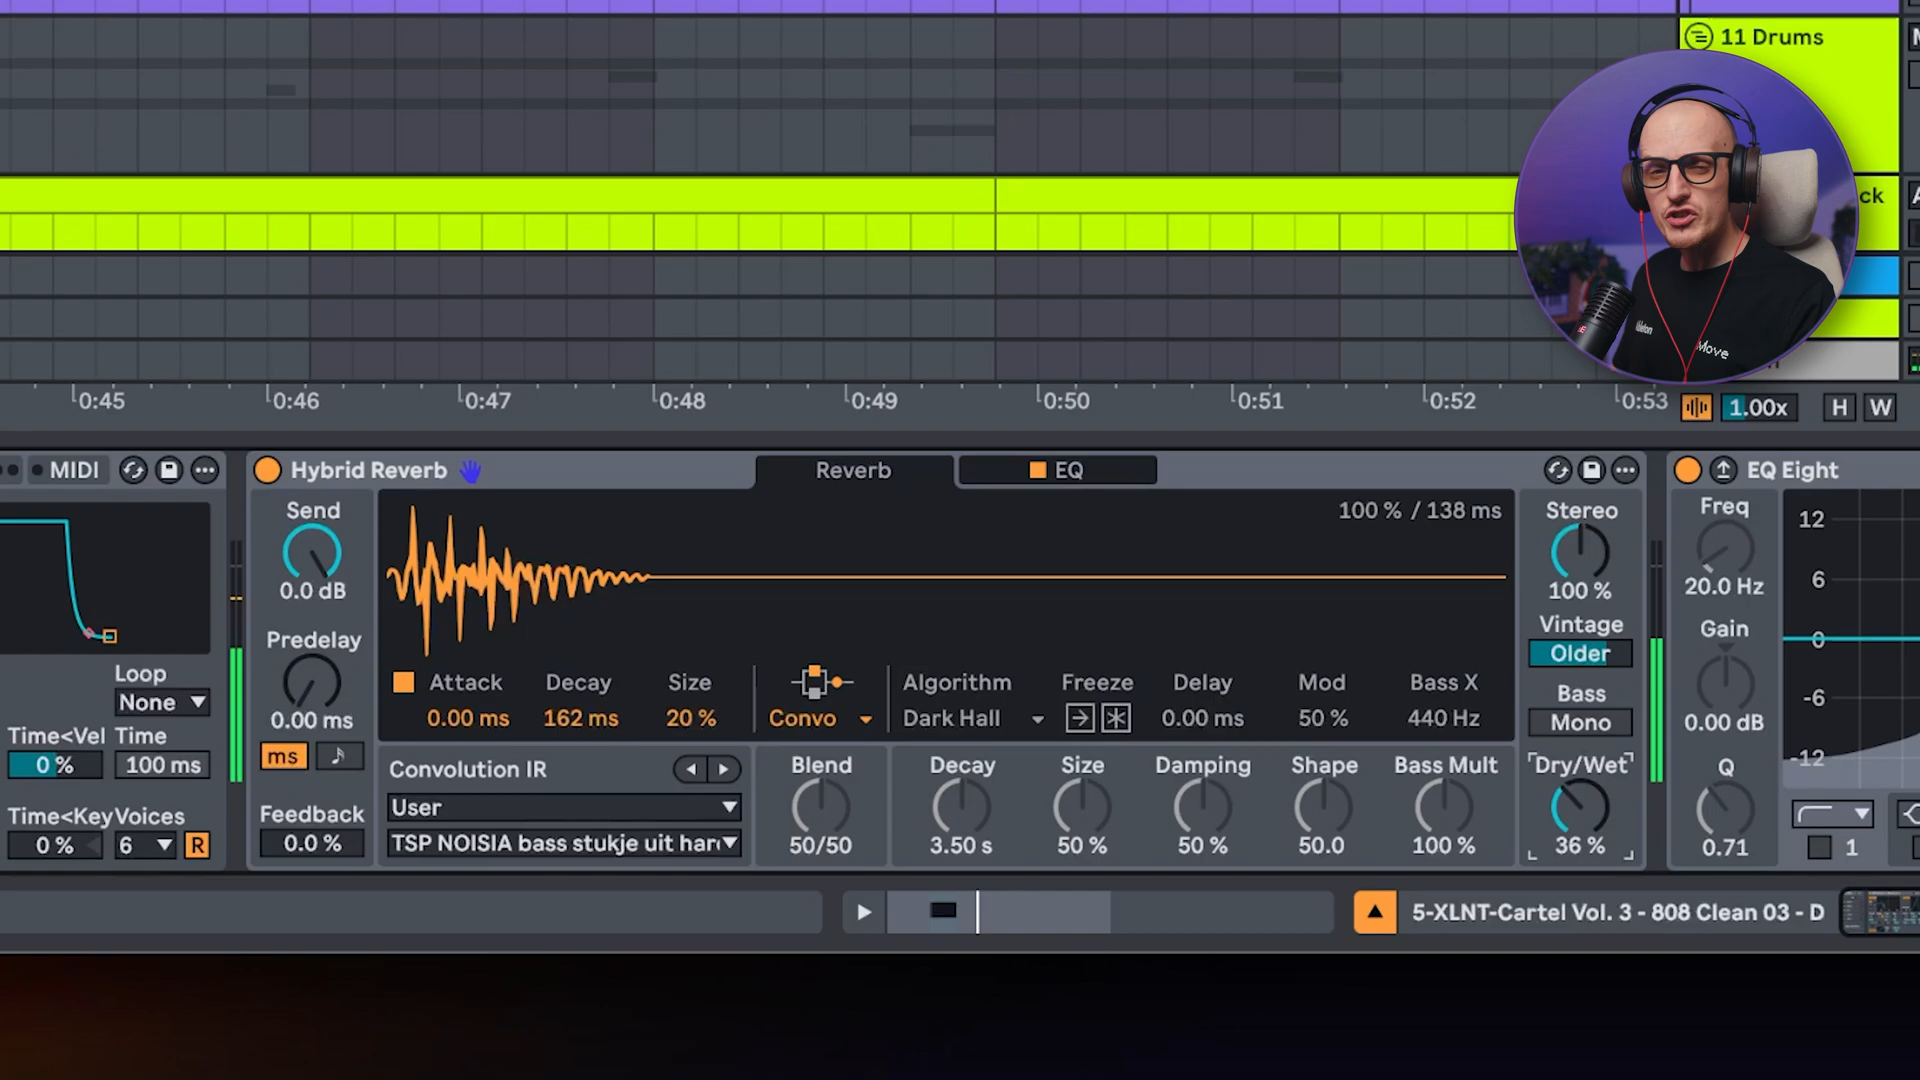 11 Drums
ck
Ableton
Move
0:45
0:46
0:47
0:48
0:49
0:50
0:51
0:52
0:53
1.00x
H
W
MIDI
Hybrid Reverb
Reverb
EQ
EQ Eight
Send
0.0 dB
100 % / 138 ms
Stereo
100 %
Freq
20.0 Hz
12
6
0
-6
-12
Predelay
0.00 ms
ms
Vintage
Older
Gain
0.00 dB
Loop
None
Attack
0.00 ms
Decay
162 ms
Size
20 %
Convo
Algorithm
Dark Hall
Freeze
Delay
0.00 ms
Mod
50 %
Bass X
440 Hz
Bass
Mono
Time<Vel
0 %
Time
100 ms
Convolution IR
User
TSP NOISIA bass stukje uit har
Blend
50/50
Decay
3.50 s
Size
50 %
Damping
50 %
Shape
50.0
Bass Mult
100 %
Dry/Wet
36 %
Q
0.71
1
Time<Key
0 %
Voices
6
R
Feedback
0.0 %
5-XLNT-Cartel Vol. 3 - 808 Clean 03 - D